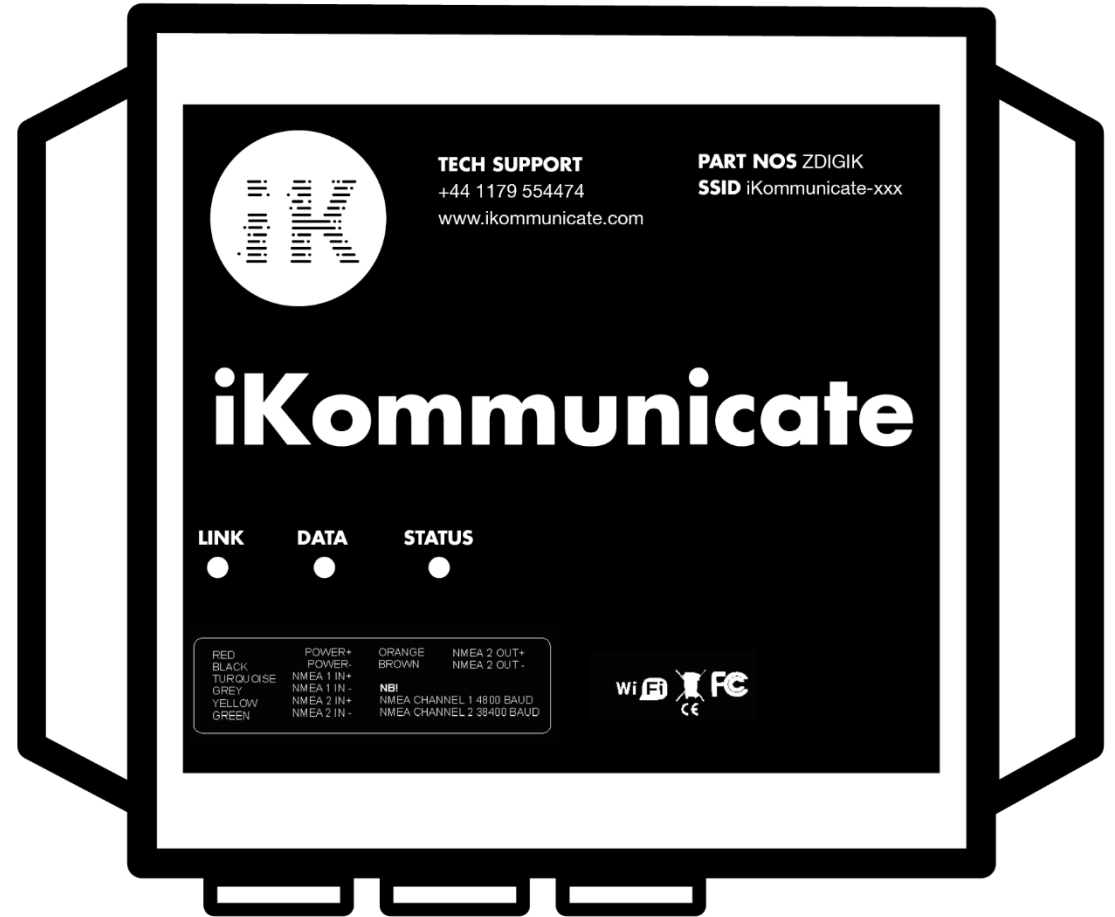 iK
TECH SUPPORT
+44 1179 554474
www.ikommunicate.com
PART NOS ZDIGIK
SSID iKommunicate-xxx
iKommunicate
LINK DATA STATUS
RED POWER+
BLACK POWER-
TURQUOISE NMEA 1 IN+
GREY NMEA 1 IN -
YELLOW NMEA 2 IN+
GREEN NMEA 2 IN -
ORANGE NMEA 2 OUT+
BROWN NMEA 2 OUT -
NB!
NMEA CHANNEL 1 4800 BAUD
NMEA CHANNEL 2 38400 BAUD
Wi Fi
CE
FC